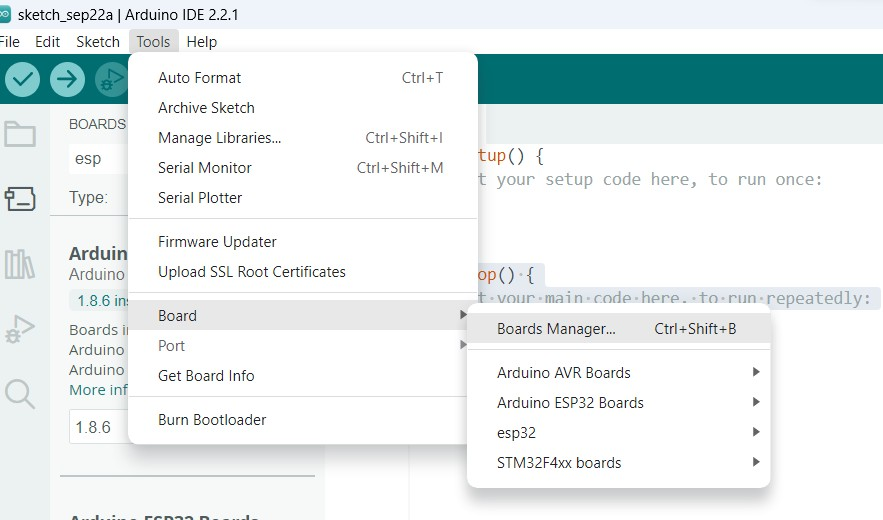 sketch_sep22a | Arduino IDE 2.2.1
File Edit Sketch Tools Help
Auto Format Ctrl+T
Archive Sketch
Manage Libraries... Ctrl+Shift+I
Serial Monitor Ctrl+Shift+M
Serial Plotter
Firmware Updater
Upload SSL Root Certificates
Board
Port
Get Board Info
Burn Bootloader
Boards Manager... Ctrl+Shift+B
Arduino AVR Boards
Arduino ESP32 Boards
esp32
STM32F4xx boards
BOARDS
esp
Type:
Arduin
Arduino
1.8.6 ins
Boards i
Arduino
Arduino
More inf
1.8.6
Arduino ESP32 Boards
tup() {
t your setup code here, to run once:
op() {
t your main code here, to run repeatedly: